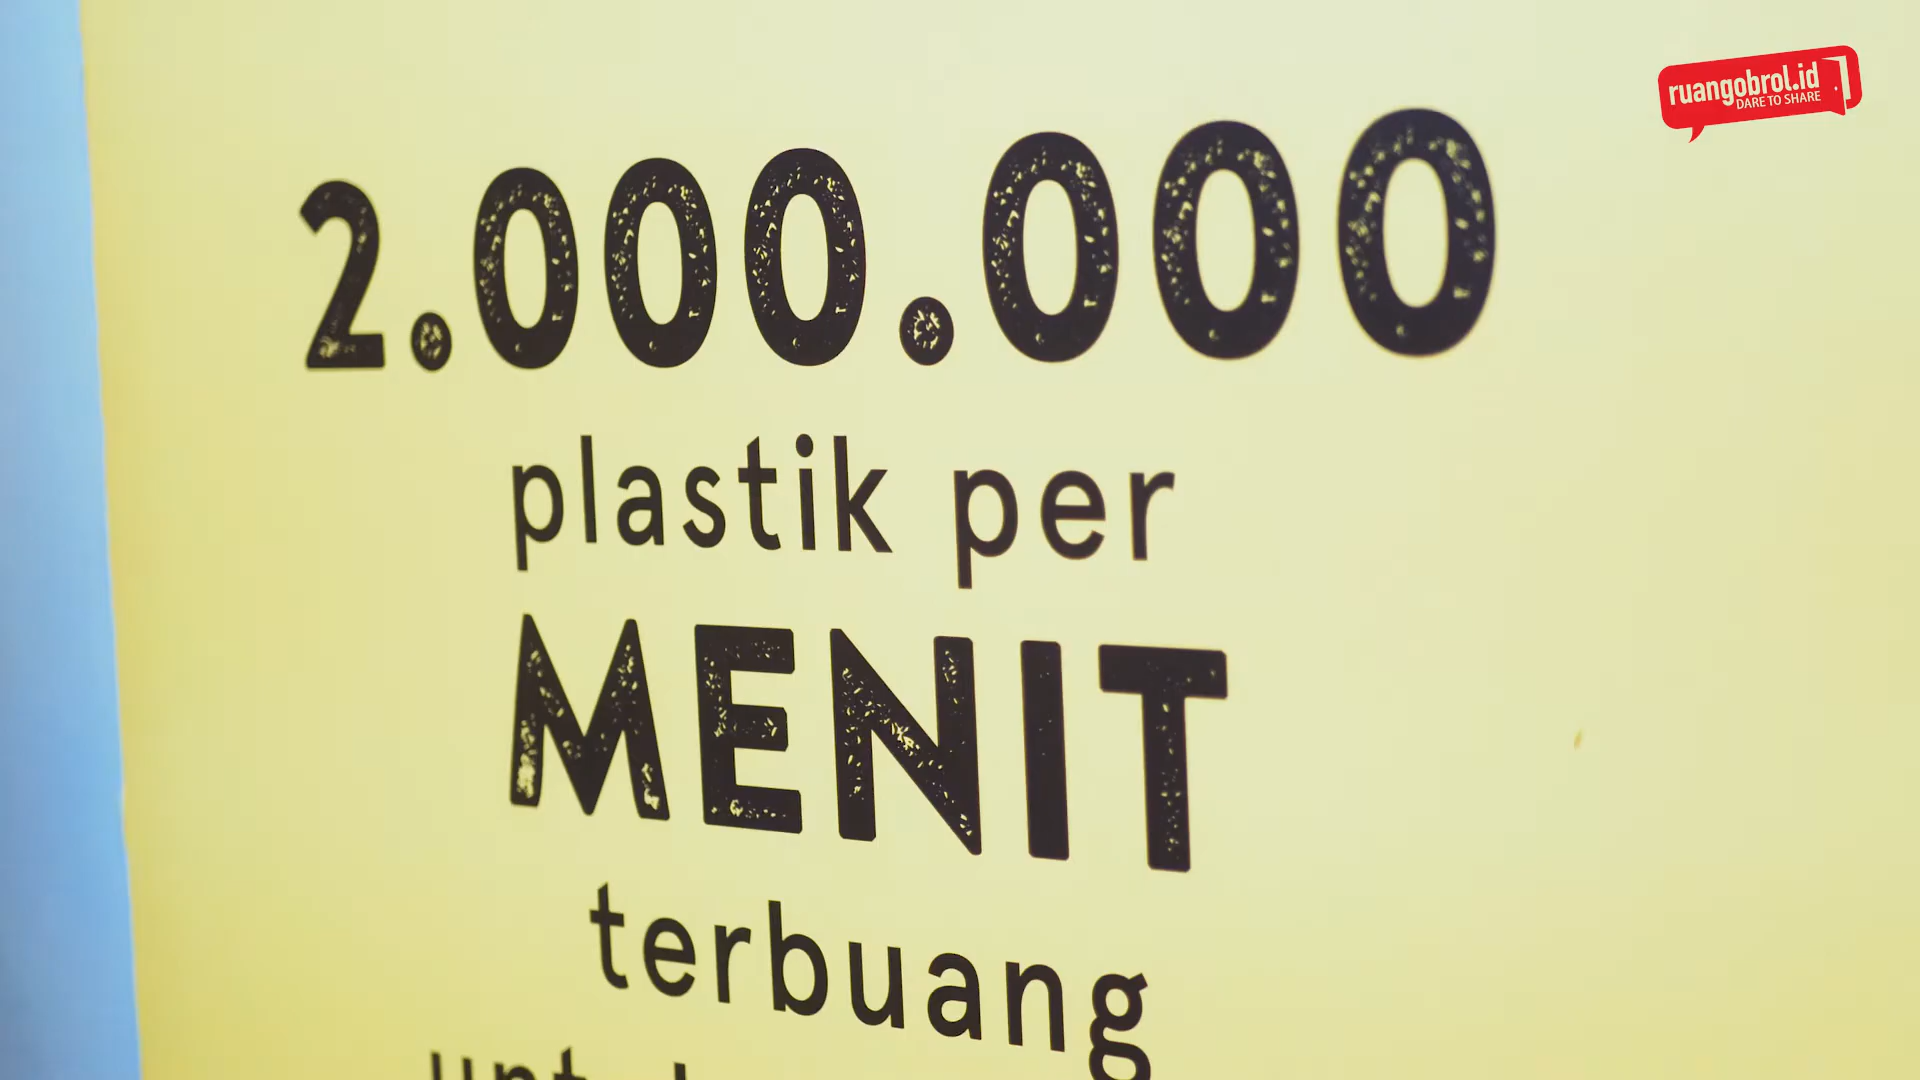 ruangobrol.id
DARE TO SHARE
2.000.000
plastik per
MENIT
terbuang